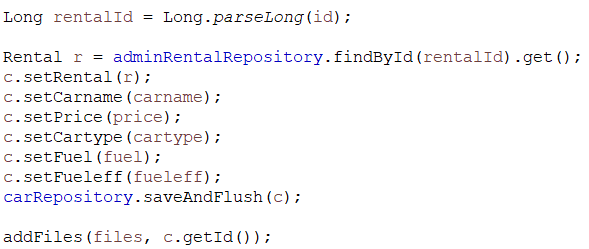 Long rentalId = Long.parseLong(id);
Rental r = adminRentalRepository.findById(rentalId).get();
c.setRental(r);
c.setCarname(carname);
c.setPrice(price);
c.setCartype(cartype);
c.setFuel(fuel);
c.setFueleff(fueleff);
carRepository.saveAndFlush(c);
addFiles(files, c.getId());